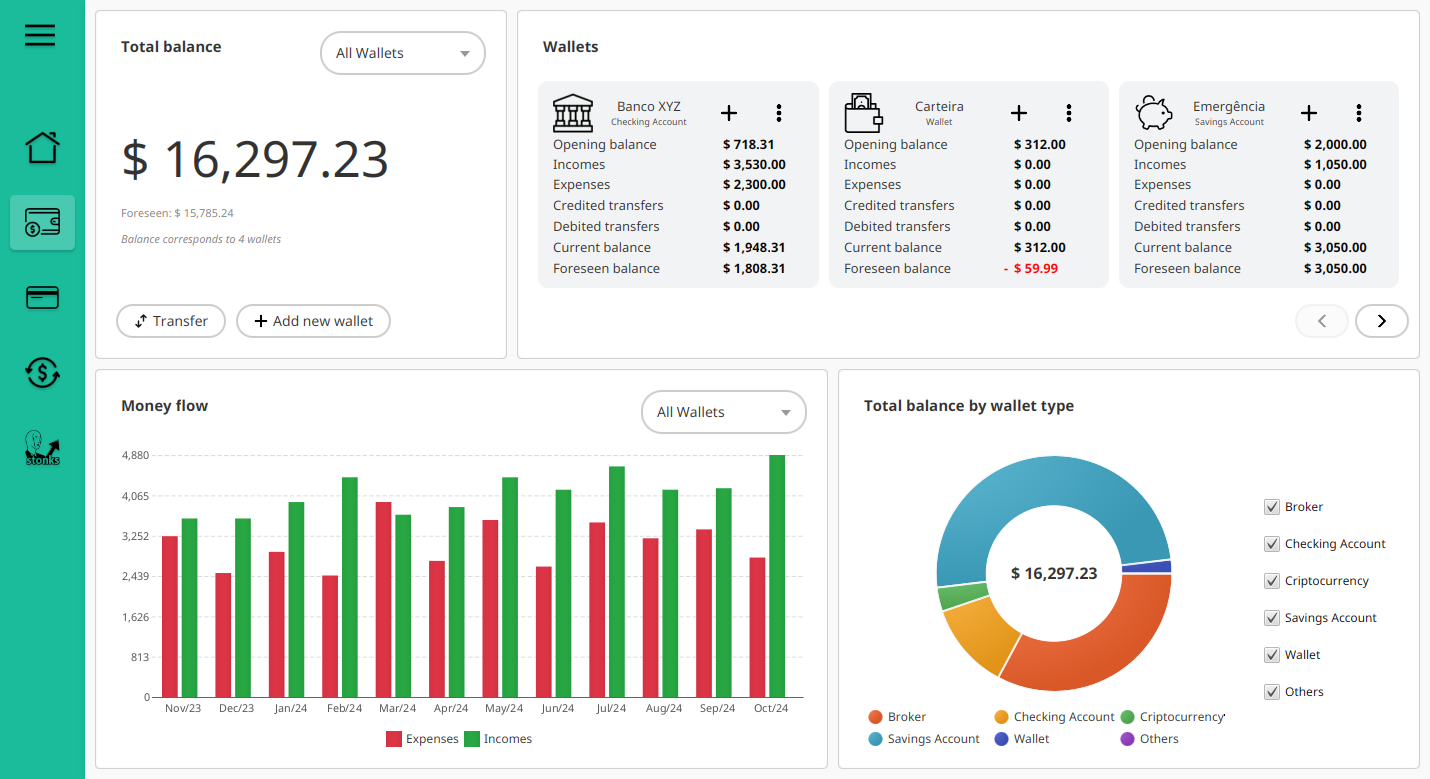 Total balance
All Wallets
$ 16,297.23
Foreseen: $ 15,785.24
Balance corresponds to 4 wallets
Transfer
Add new wallet
Wallets
Banco XYZ
Checking Account
Opening balance $ 718.31
Incomes $ 3,530.00
Expenses $ 2,300.00
Credited transfers $ 0.00
Debited transfers $ 0.00
Current balance $ 1,948.31
Foreseen balance $ 1,808.31
Carteira
Wallet
Opening balance $ 312.00
Incomes $ 0.00
Expenses $ 0.00
Credited transfers $ 0.00
Debited transfers $ 0.00
Current balance $ 312.00
Foreseen balance - $ 59.99
Emergência
Savings Account
Opening balance $ 2,000.00
Incomes $ 1,050.00
Expenses $ 0.00
Credited transfers $ 0.00
Debited transfers $ 0.00
Current balance $ 3,050.00
Foreseen balance $ 3,050.00
stonks
Money flow
All Wallets
4,880
4,065
3,252
2,439
1,626
813
0
Nov/23 Dec/23 Jan/24 Feb/24 Mar/24 Apr/24 May/24 Jun/24 Jul/24 Aug/24 Sep/24 Oct/24
Expenses Incomes
Total balance by wallet type
$ 16,297.23
Broker
Checking Account
Criptocurrency
Savings Account
Wallet
Others
Broker Checking Account Criptocurrency
Savings Account Wallet Others